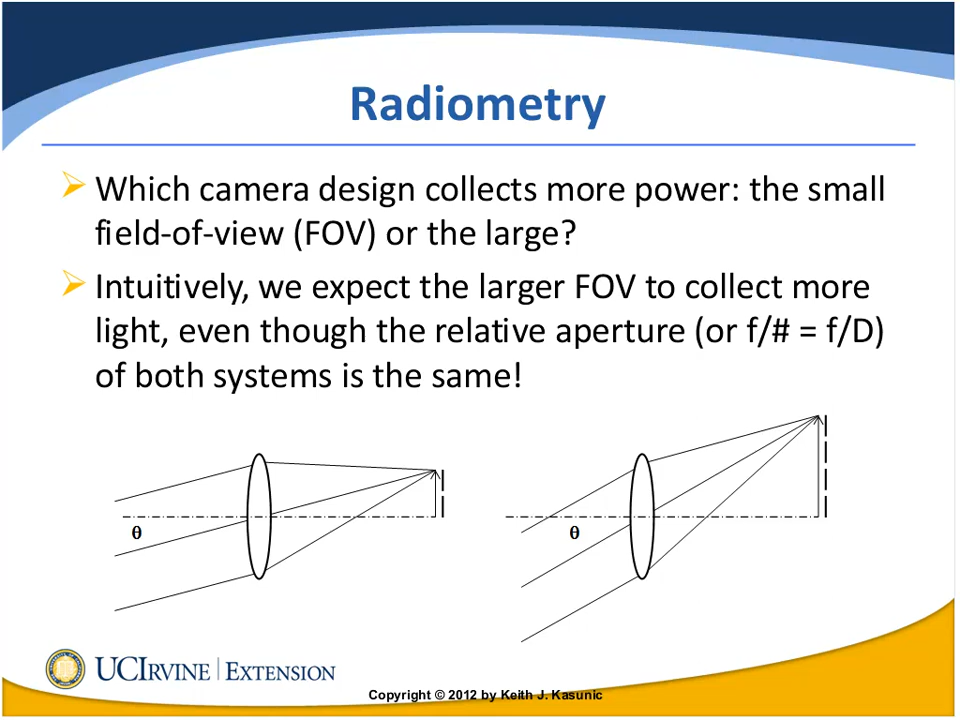 Radiometry
Which camera design collects more power: the small
field-of-view (FOV) or the large?
Intuitively, we expect the larger FOV to collect more
light, even though the relative aperture (or f/# = f/D)
of both systems is the same!
θ
θ
UCIRVINE | EXTENSION
Copyright © 2012 by Keith J. Kasunic